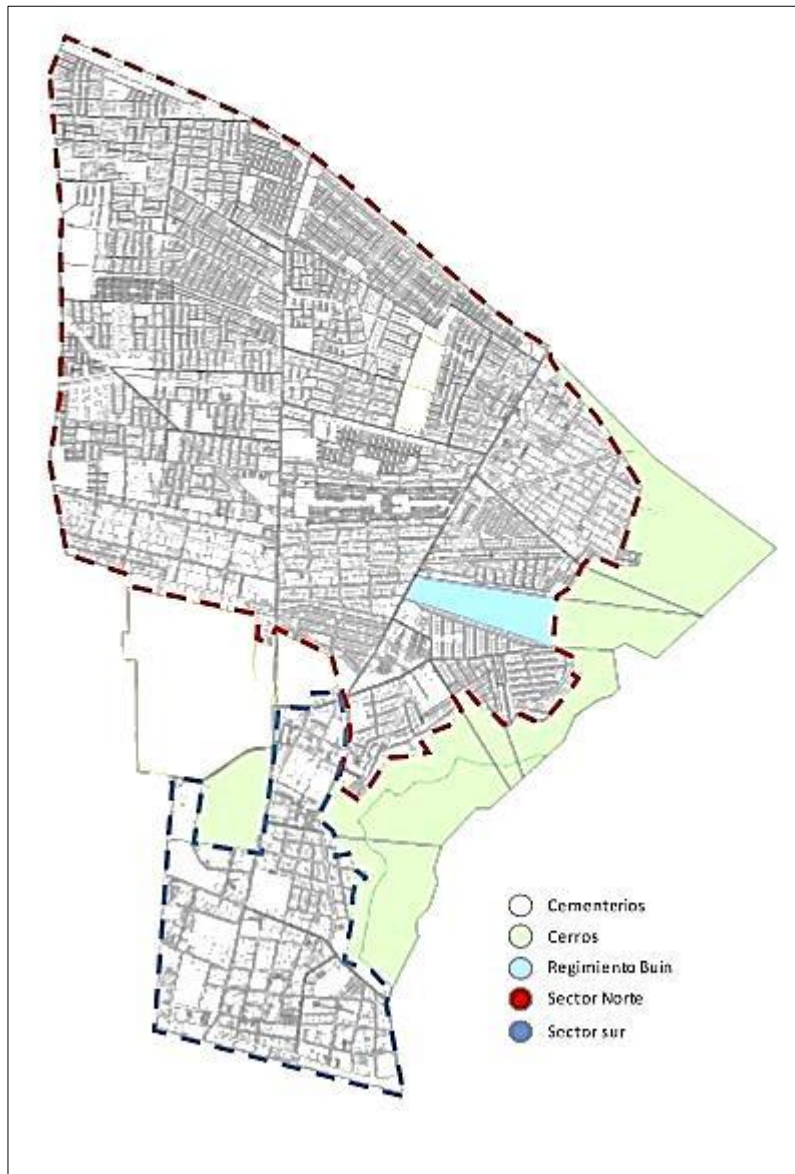 Cementerios
Cerros
Regimiento Buin
Sector Norte
Sector sur